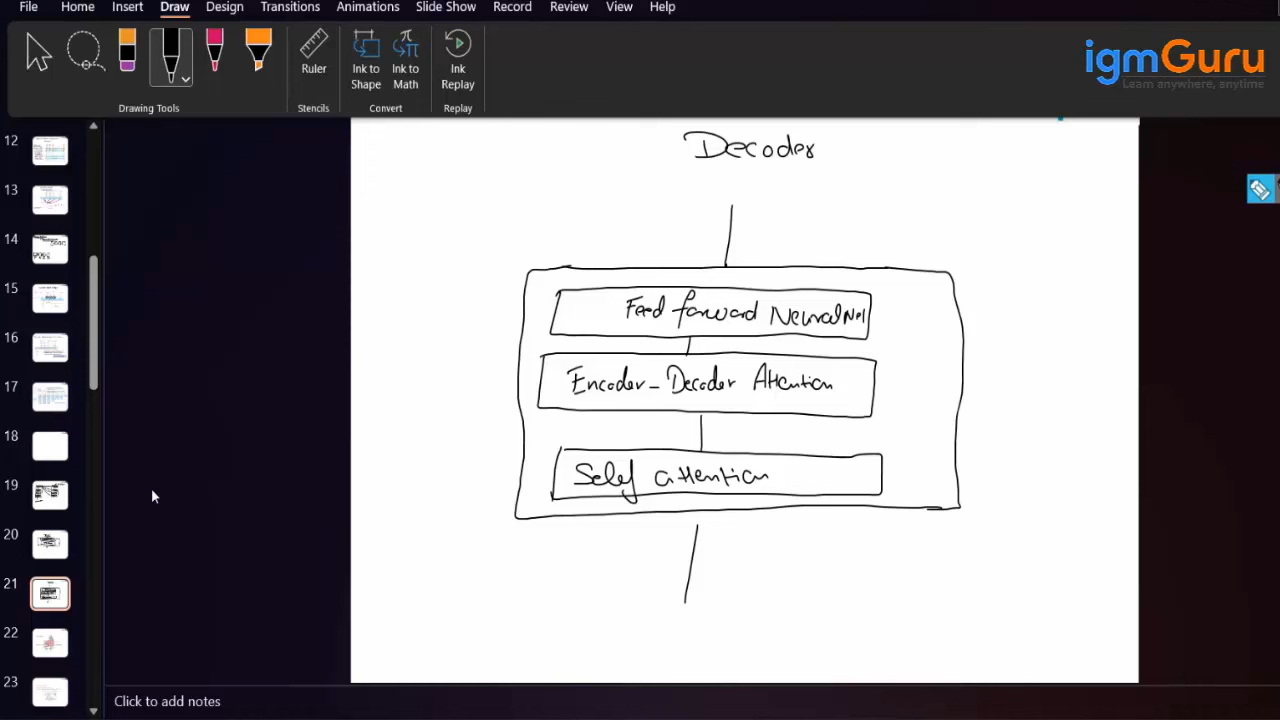 File Home Insert Draw Design Transitions Animations Slide Show Record Review View Help
igmGuru
Learn anywhere, anytime
Ruler
Ink to Shape
Ink to Math
Ink Replay
Drawing Tools
Stencils
Convert
Replay
12
13
14
15
16
17
18
19
20
21
22
23
Decoder
Feed forward Neural Net
Encoder-Decoder Attention
Self attention
Click to add notes